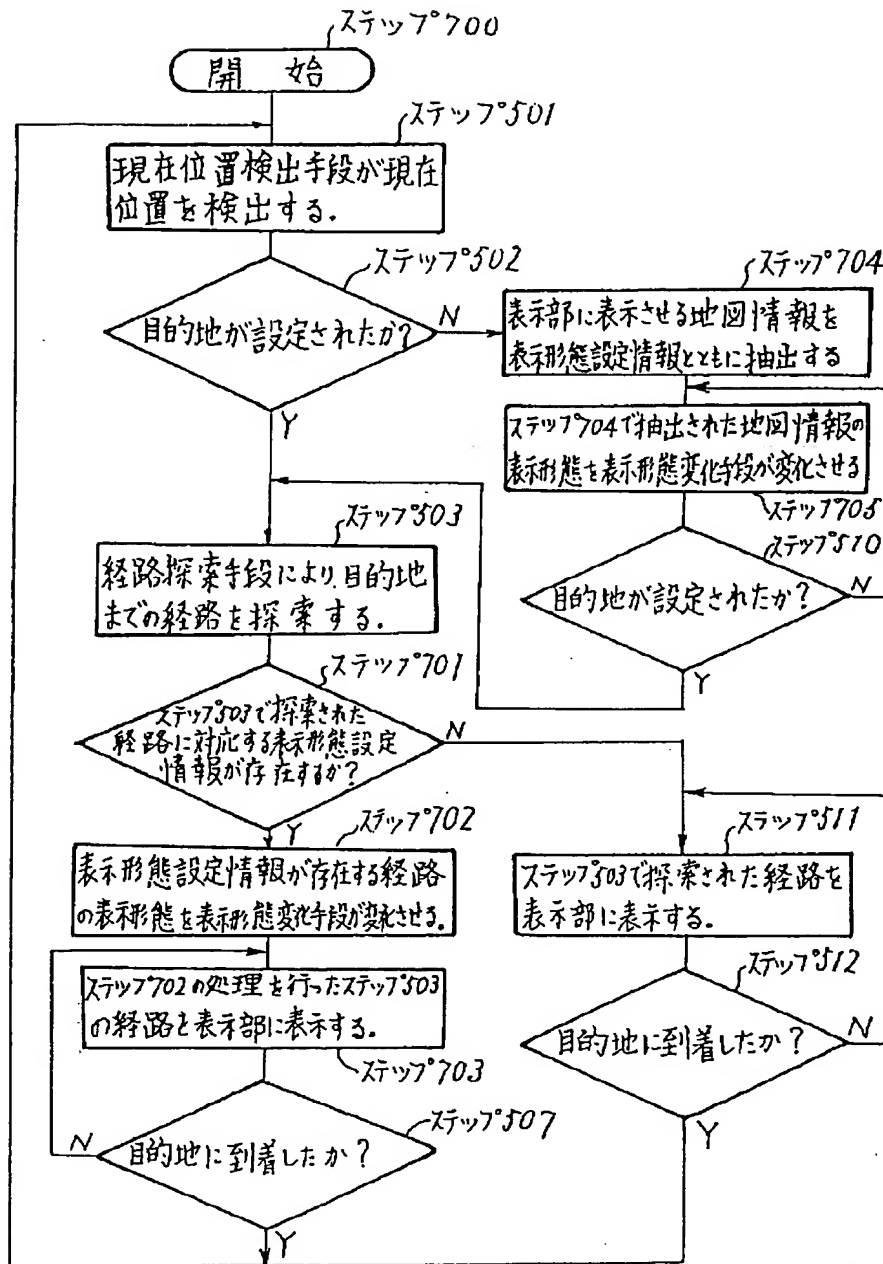 ステップ700
開 始
ステップ501
現在位置検出手段が現在
位置を検出する.
ステップ502
目的地が設定されたか?
N
Y
ステップ704
表示部に表示させる地図情報を
表示形態設定情報とともに抽出する
ステップ704で抽出された地図情報の
表示形態を表示形態変化手段が変化させる
ステップ705
ステップ510
目的地が設定されたか?
N
Y
ステップ503
経路探索手段により,目的地
までの経路を探索する.
ステップ701
ステップ503で探索された
経路に対応する表示形態設定
情報が存在するか?
N
Y
ステップ702
表示形態設定情報が存在する経路
の表示形態を表示形態変化手段が変化させる.
ステップ702の処理を行ったステップ503
の経路を表示部に表示する.
ステップ703
ステップ507
目的地に到着したか?
N
Y
ステップ511
ステップ503で探索された経路を
表示部に表示する.
ステップ512
目的地に到着したか?
N
Y